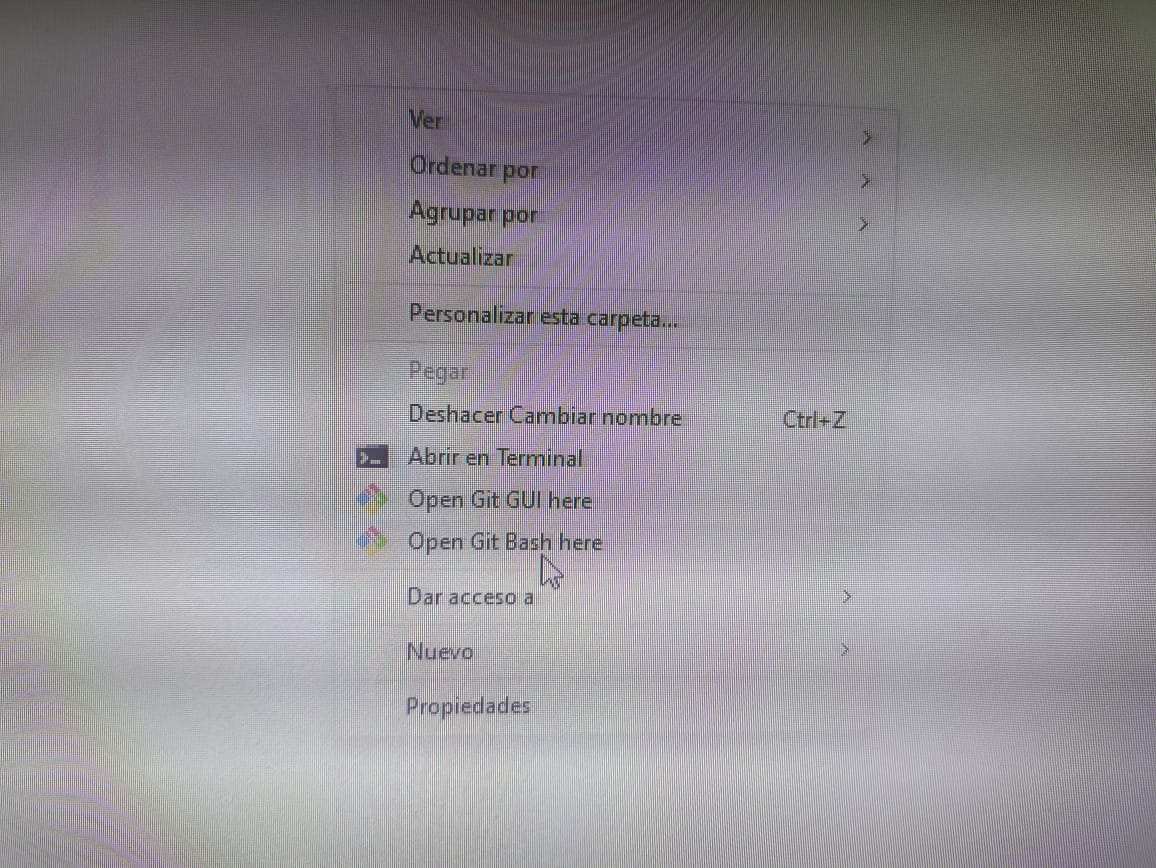 Ver
Ordenar por
Agrupar por
Actualizar
Personalizar esta carpeta...
Pegar
Deshacer Cambiar nombre Ctrl+Z
Abrir en Terminal
Open Git GUI here
Open Git Bash here
Dar acceso a
Nuevo
Propiedades